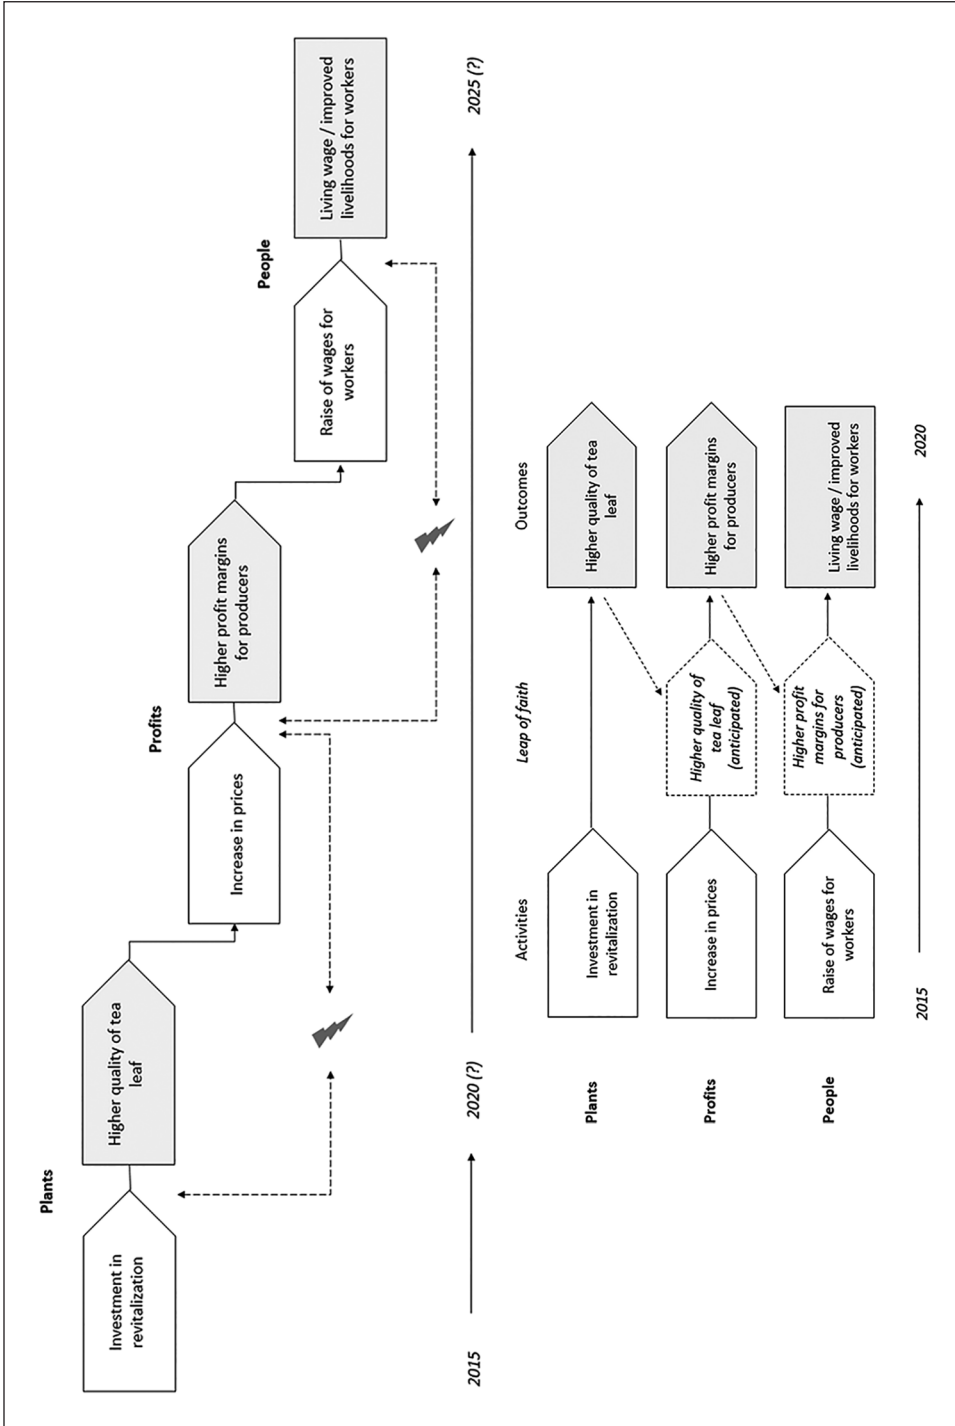 Plants
Investment in
revitalization
Higher quality of tea
leaf
Profits
Increase in prices
Higher profit margins
for producers
People
Raise of wages for
workers
Living wage / improved
livelihoods for workers
2015
2020 (?)
2025 (?)
Activities
Leap of faith
Outcomes
Plants
Investment in
revitalization
Higher quality of tea
leaf
Profits
Increase in prices
Higher quality of
tea leaf
(anticipated)
Higher profit margins
for producers
People
Raise of wages for
workers
Higher profit
margins for
producers
(anticipated)
Living wage / improved
livelihoods for workers
2015
2020